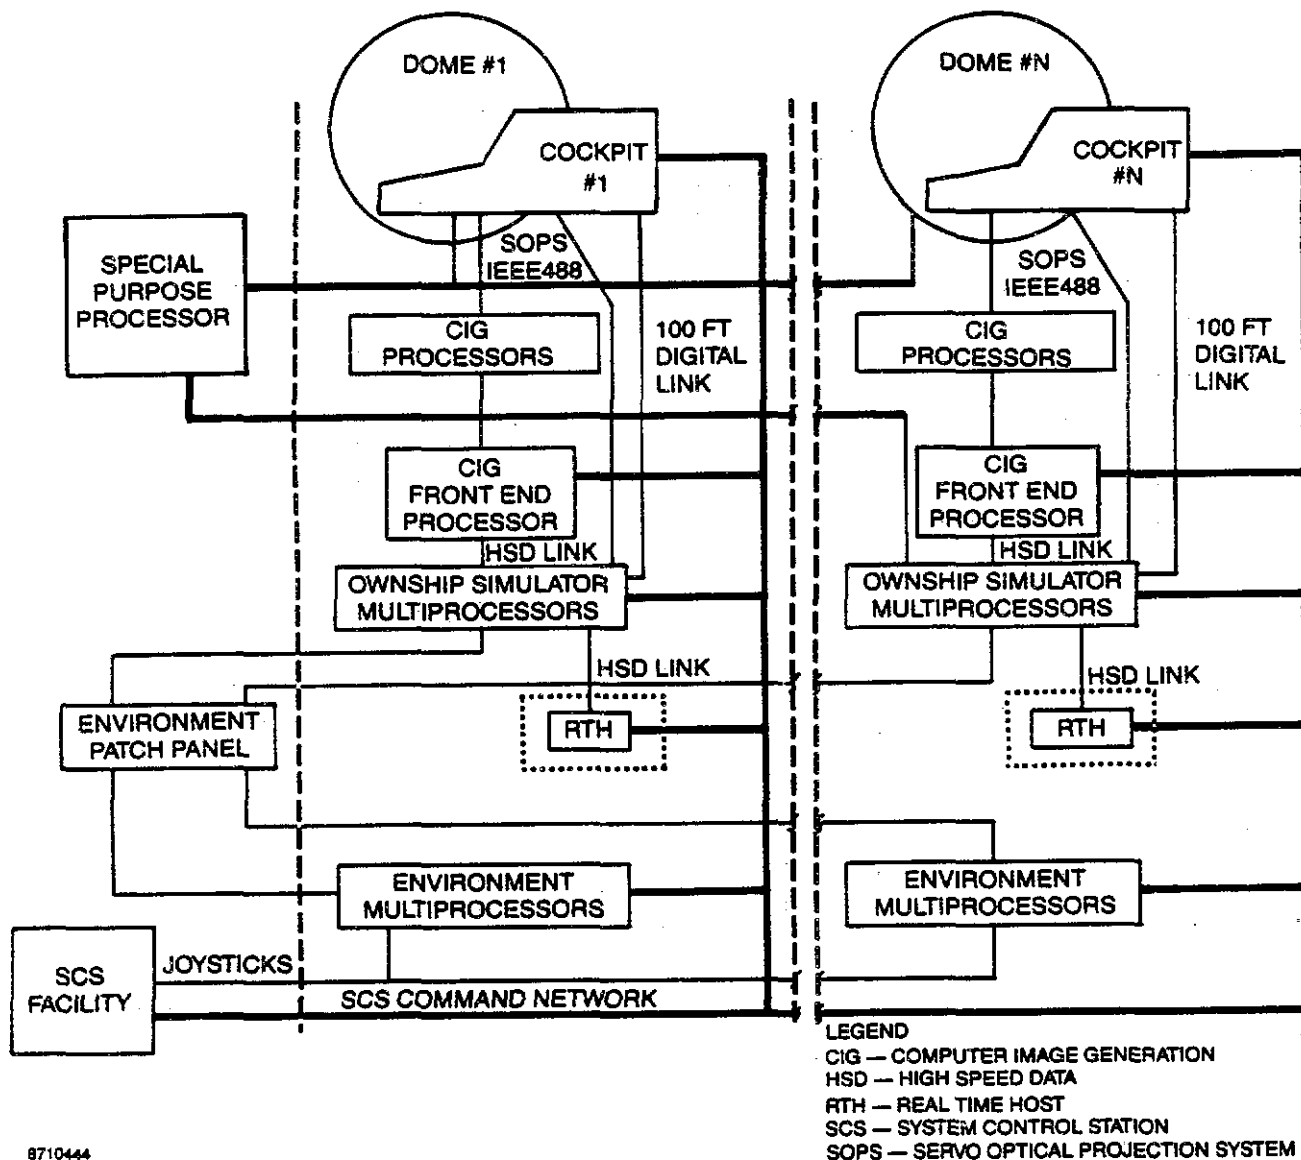 DOME #1
COCKPIT
#1
SPECIAL
PURPOSE
PROCESSOR
SOPS
IEEE488
CIG
PROCESSORS
100 FT
DIGITAL
LINK
CIG
FRONT END
PROCESSOR
HSD LINK
OWNSHIP SIMULATOR
MULTIPROCESSORS
HSD LINK
RTH
ENVIRONMENT
PATCH PANEL
ENVIRONMENT
MULTIPROCESSORS
SCS
FACILITY
JOYSTICKS
SCS COMMAND NETWORK
DOME #N
COCKPIT
#N
SOPS
IEEE488
CIG
PROCESSORS
100 FT
DIGITAL
LINK
CIG
FRONT END
PROCESSOR
HSD LINK
OWNSHIP SIMULATOR
MULTIPROCESSORS
HSD LINK
RTH
ENVIRONMENT
MULTIPROCESSORS
LEGEND
CIG — COMPUTER IMAGE GENERATION
HSD — HIGH SPEED DATA
RTH — REAL TIME HOST
SCS — SYSTEM CONTROL STATION
SOPS — SERVO OPTICAL PROJECTION SYSTEM
8710444